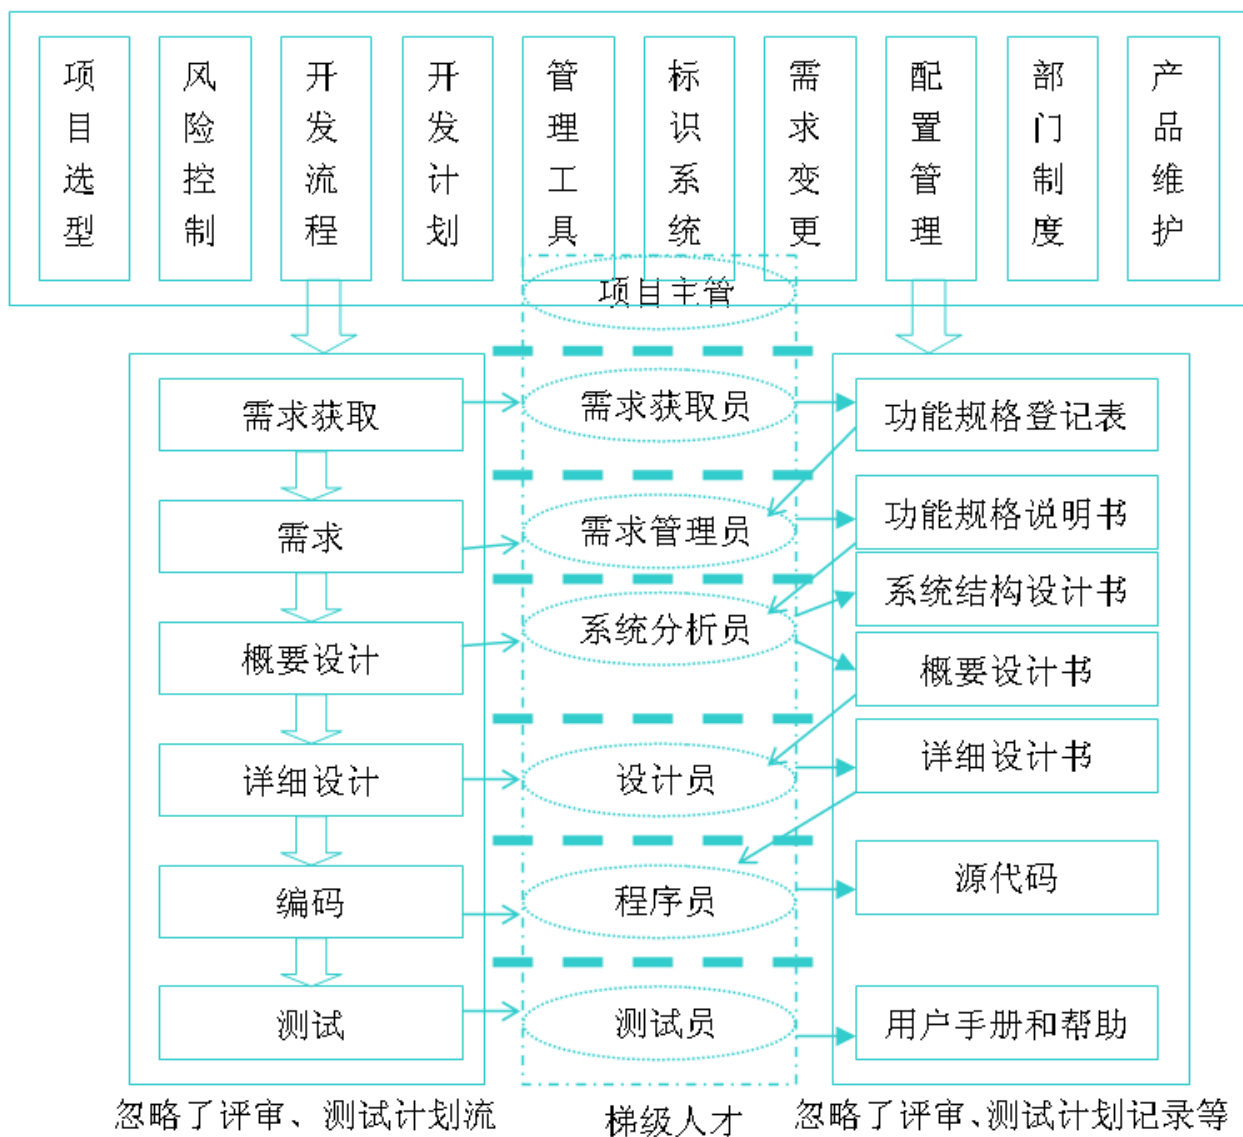 项目选型
风险控制
开发流程
开发计划
管理工具
标识系统
需求变更
配置管理
部门制度
产品维护
项目主管
需求获取
需求获取员
功能规格登记表
需求
需求管理员
功能规格说明书
系统结构设计书
概要设计
系统分析员
概要设计书
详细设计
设计员
详细设计书
编码
程序员
源代码
测试
测试员
用户手册和帮助
忽略了评审、测试计划流
梯级人才
忽略了评审、测试计划记录等